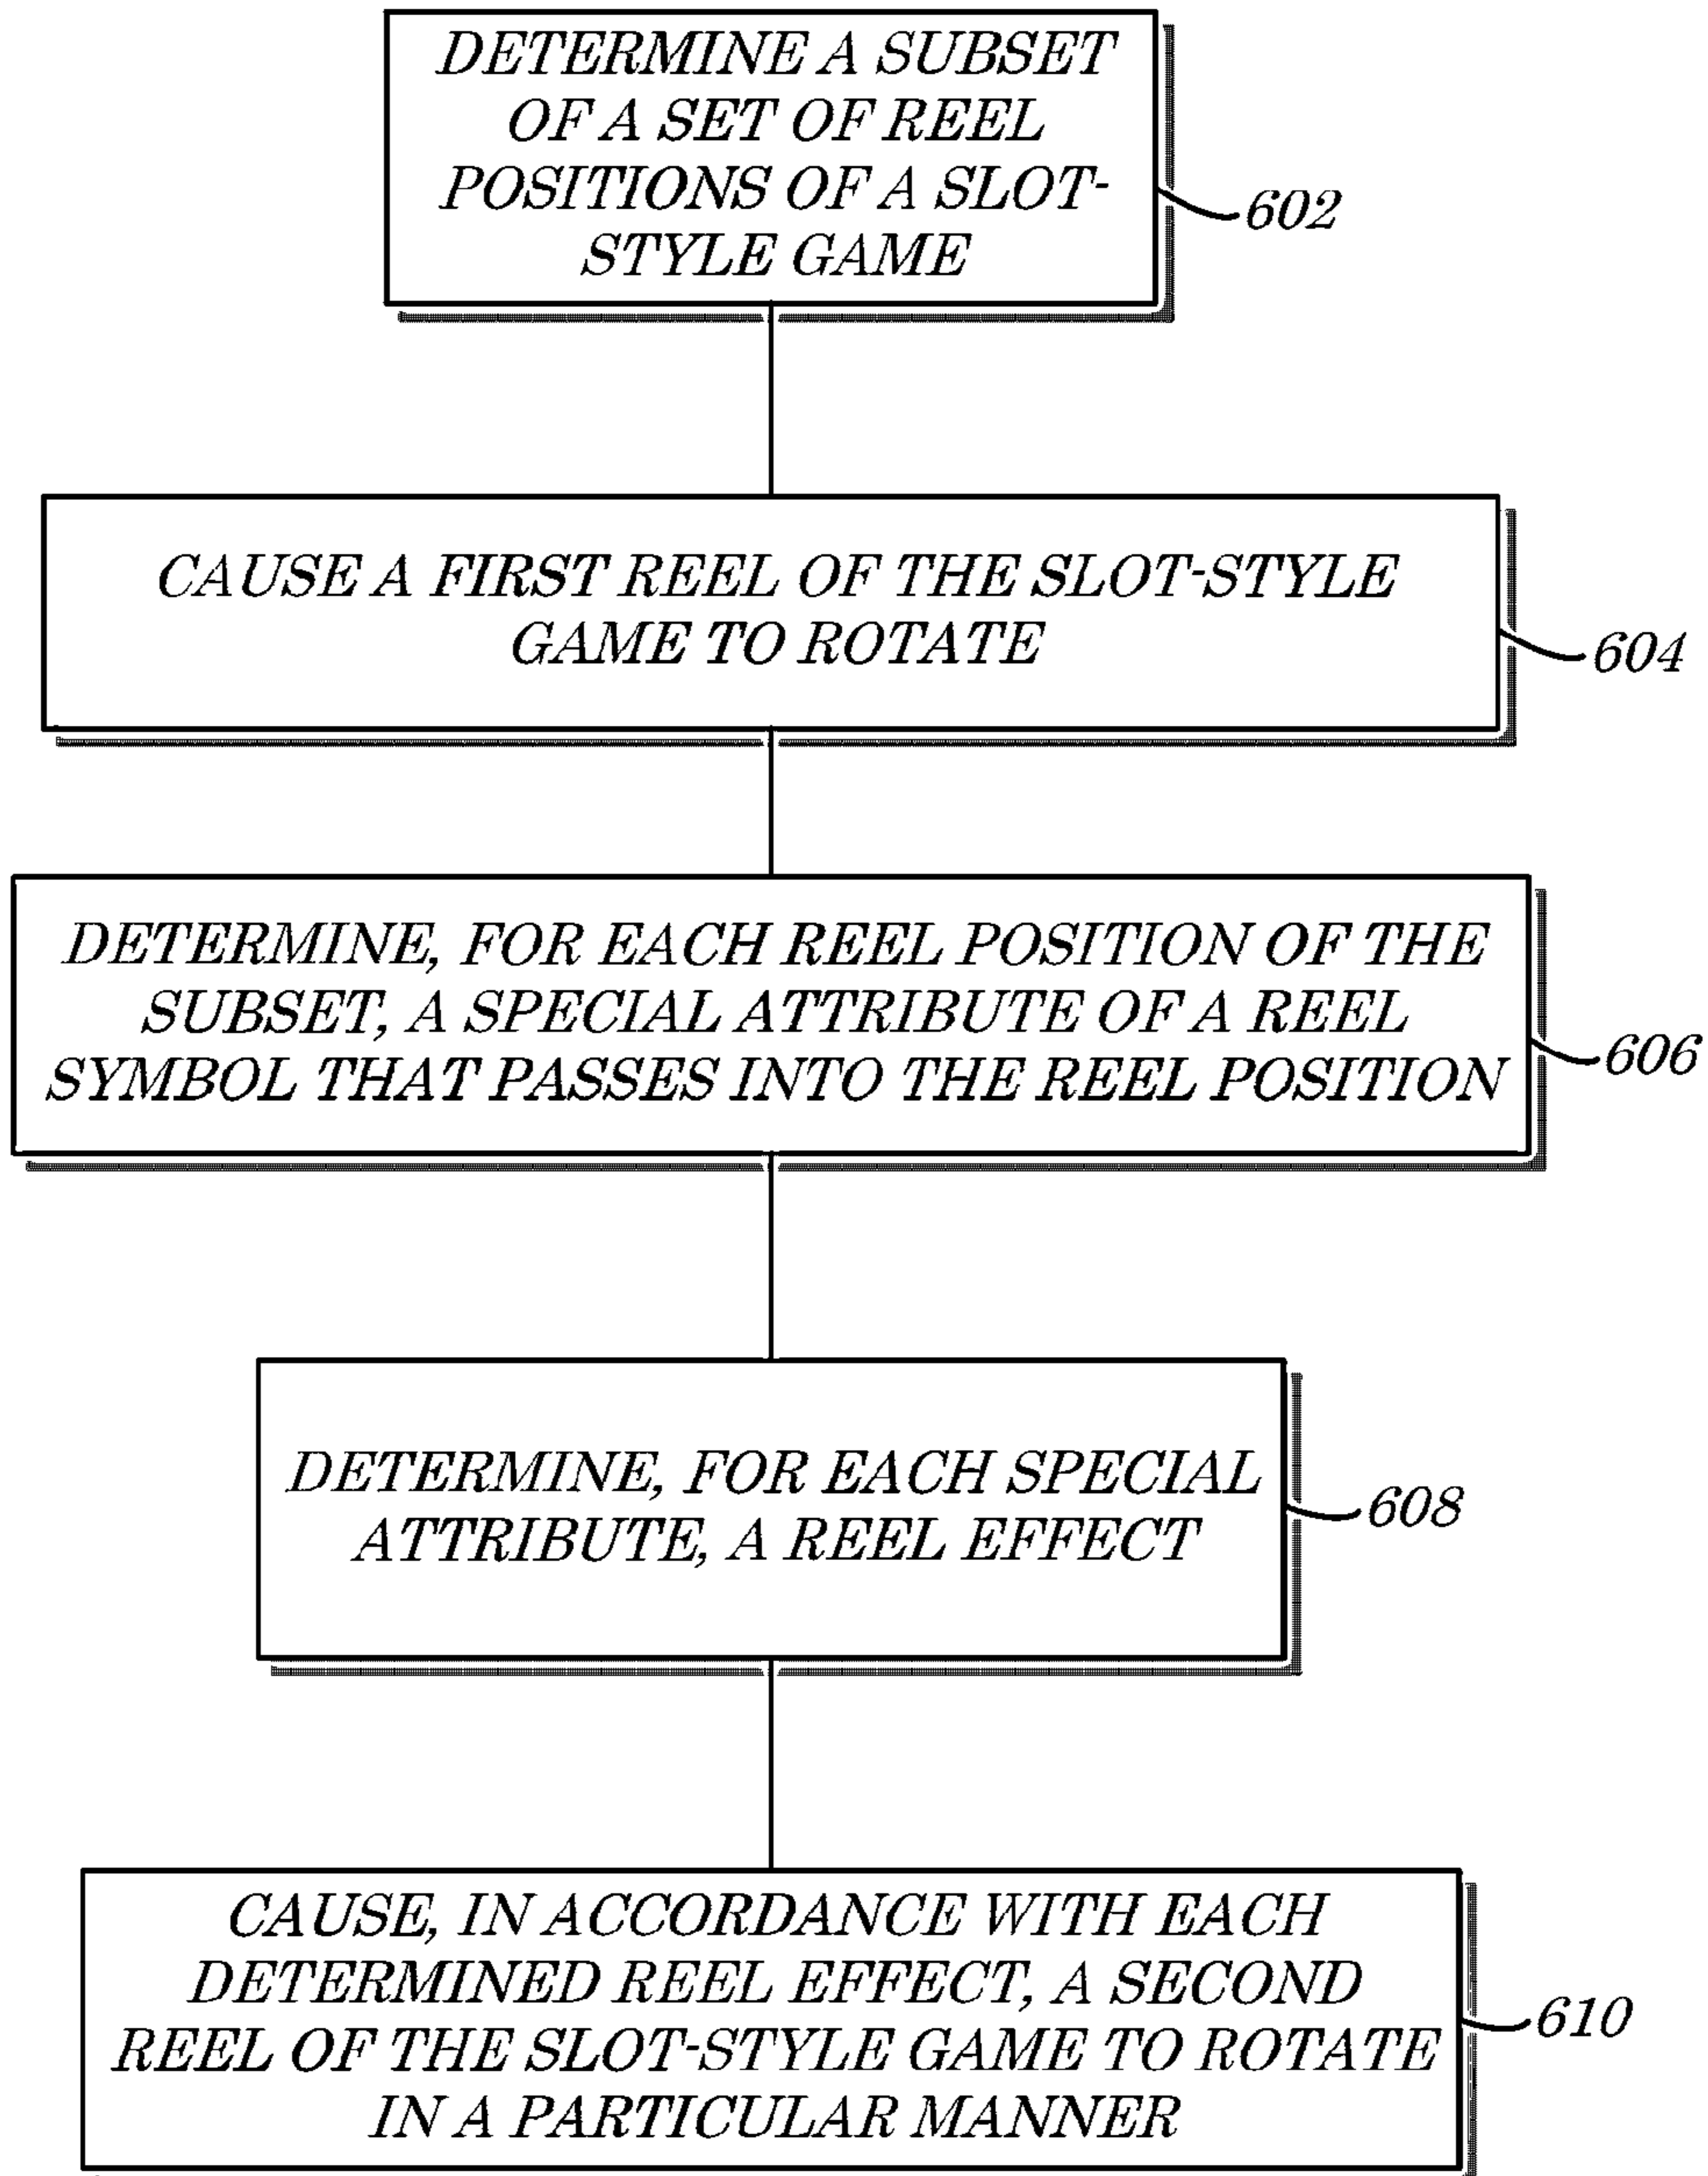 DETERMINE A SUBSET
OF A SET OF REEL
POSITIONS OF A SLOT-
STYLE GAME
602
CAUSE A FIRST REEL OF THE SLOT-STYLE
GAME TO ROTATE
604
DETERMINE, FOR EACH REEL POSITION OF THE
SUBSET, A SPECIAL ATTRIBUTE OF A REEL
SYMBOL THAT PASSES INTO THE REEL POSITION
606
DETERMINE, FOR EACH SPECIAL
ATTRIBUTE, A REEL EFFECT
608
CAUSE, IN ACCORDANCE WITH EACH
DETERMINED REEL EFFECT, A SECOND
REEL OF THE SLOT-STYLE GAME TO ROTATE
IN A PARTICULAR MANNER
610